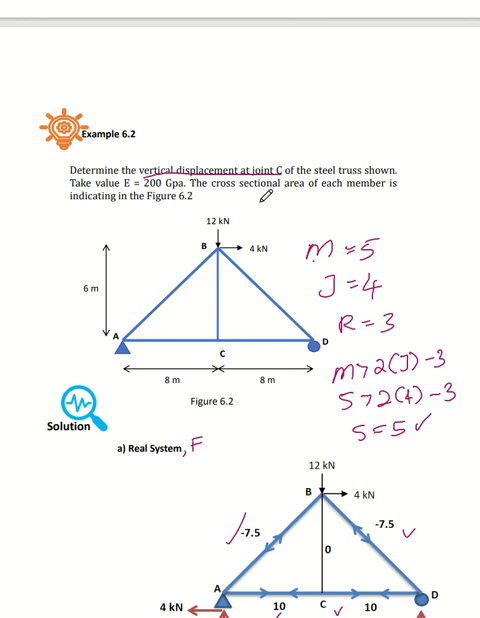 Example 6.2
Determine the vertical displacement at joint C of the steel truss shown.
Take value E = 200 Gpa. The cross sectional area of each member is
indicating in the Figure 6.2
12 kN
B
4 kN
6 m
A
D
C
8 m
8 m
Figure 6.2
M = 5
J = 4
R = 3
m > 2(J) - 3
5 > 2(4) - 3
5 = 5 ✓
Solution
a) Real System, F
12 kN
B
4 kN
-7.5
-7.5
0
A
D
4 kN
10
C
10